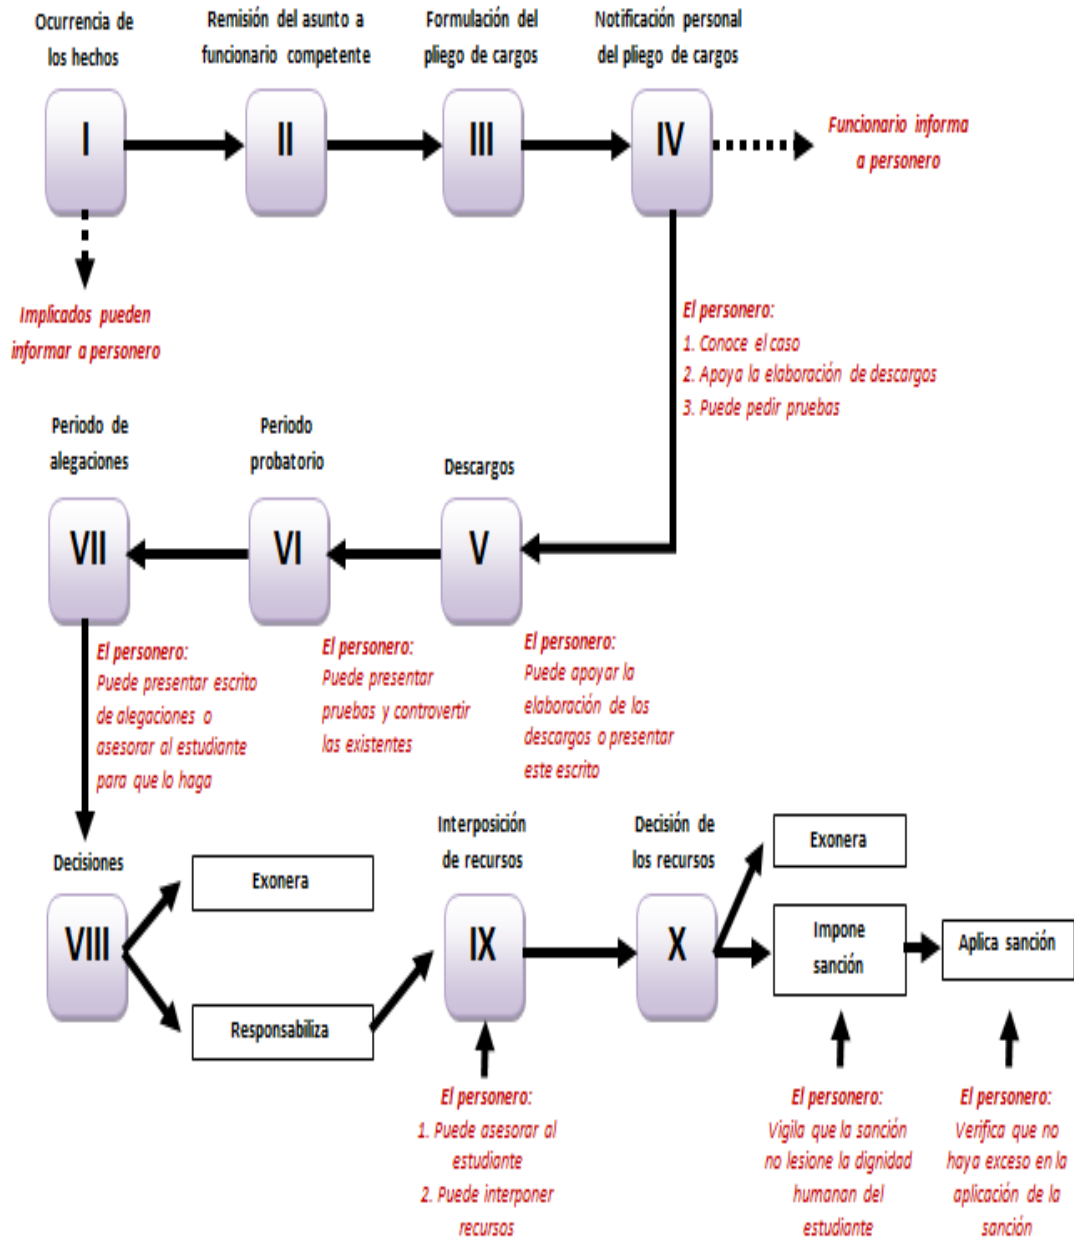 Ocurrencia de
los hechos
Remisión del asunto a
funcionario competente
Formulación del
pliego de cargos
Notificación personal
del pliego de cargos
I
II
III
IV
Funcionario informa
a personero
Implicados pueden
informar a personero
El personero:
1. Conoce el caso
2. Apoya la elaboración de descargos
3. Puede pedir pruebas
Periodo de
alegaciones
Periodo
probatorio
Descargos
VII
VI
V
El personero:
Puede presentar escrito
de alegaciones o
asesorar al estudiante
para que lo haga
El personero:
Puede presentar
pruebas y controvertir
las existentes
El personero:
Puede apoyar la
elaboración de los
descargos o presentar
este escrito
Decisiones
VIII
Exonera
Responsabiliza
Interposición
de recursos
IX
Decisión de
los recursos
X
Exonera
Impone
sanción
Aplica sanción
El personero:
1. Puede asesorar al
estudiante
2. Puede interponer
recursos
El personero:
Vigila que la sanción
no lesione la dignidad
humanan del
estudiante
El personero:
Verifica que no
haya exceso en la
aplicación de la
sanción